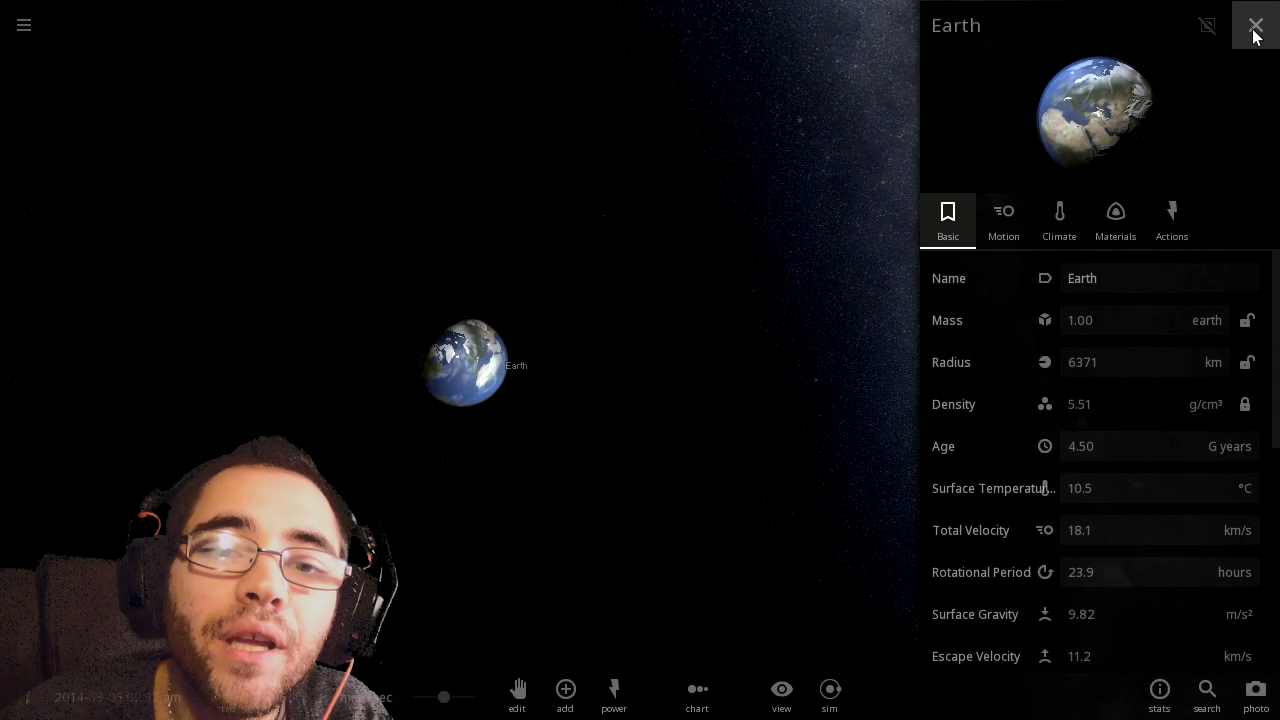 Earth
Earth
Basic
Motion
Climate
Materials
Actions
Name Earth
Mass 1.00 earth
Radius 6371 km
Density 5.51 g/cm³
Age 4.50 G years
Surface Temperatur... 10.5 °C
Total Velocity 18.1 km/s
Rotational Period 23.9 hours
Surface Gravity 9.82 m/s²
Escape Velocity 11.2 km/s
edit
add
power
chart
view
sim
stats
search
photo